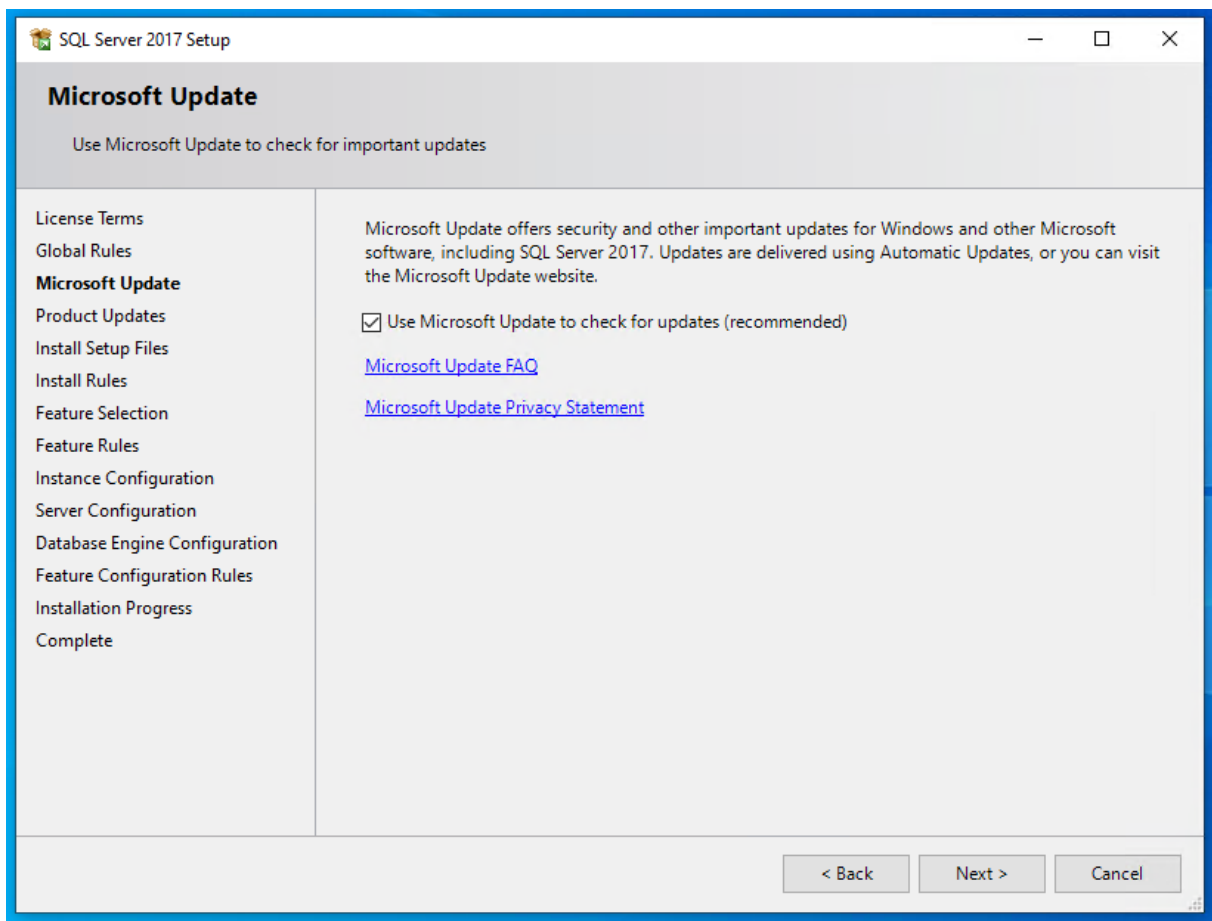 SQL Server 2017 Setup
Microsoft Update
Use Microsoft Update to check for important updates
License Terms
Global Rules
Microsoft Update
Product Updates
Install Setup Files
Install Rules
Feature Selection
Feature Rules
Instance Configuration
Server Configuration
Database Engine Configuration
Feature Configuration Rules
Installation Progress
Complete
Microsoft Update offers security and other important updates for Windows and other Microsoft
software, including SQL Server 2017. Updates are delivered using Automatic Updates, or you can visit
the Microsoft Update website.
Use Microsoft Update to check for updates (recommended)
Microsoft Update FAQ
Microsoft Update Privacy Statement
< Back
Next >
Cancel